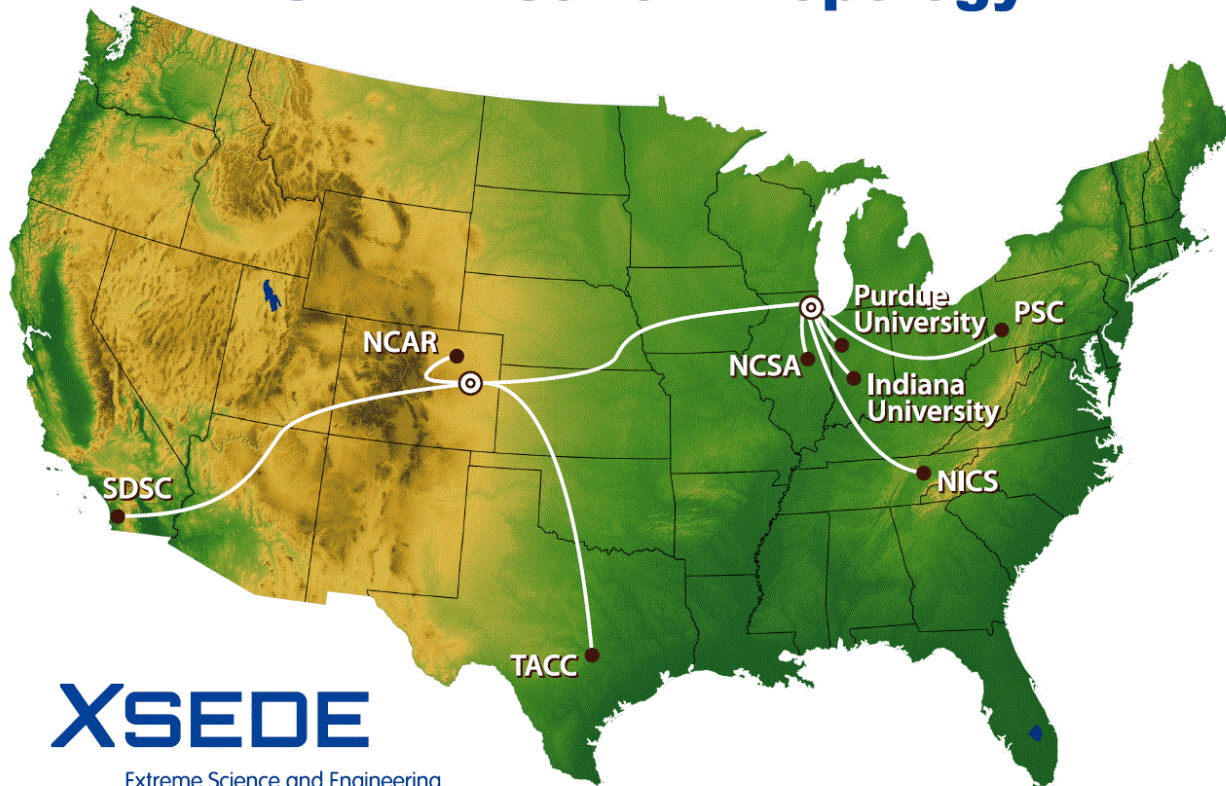 Purdue
University
PSC
NCAR
NCSA
Indiana
University
SDSC
NICS
TACC
XSEDE
Extreme Science and Engineering